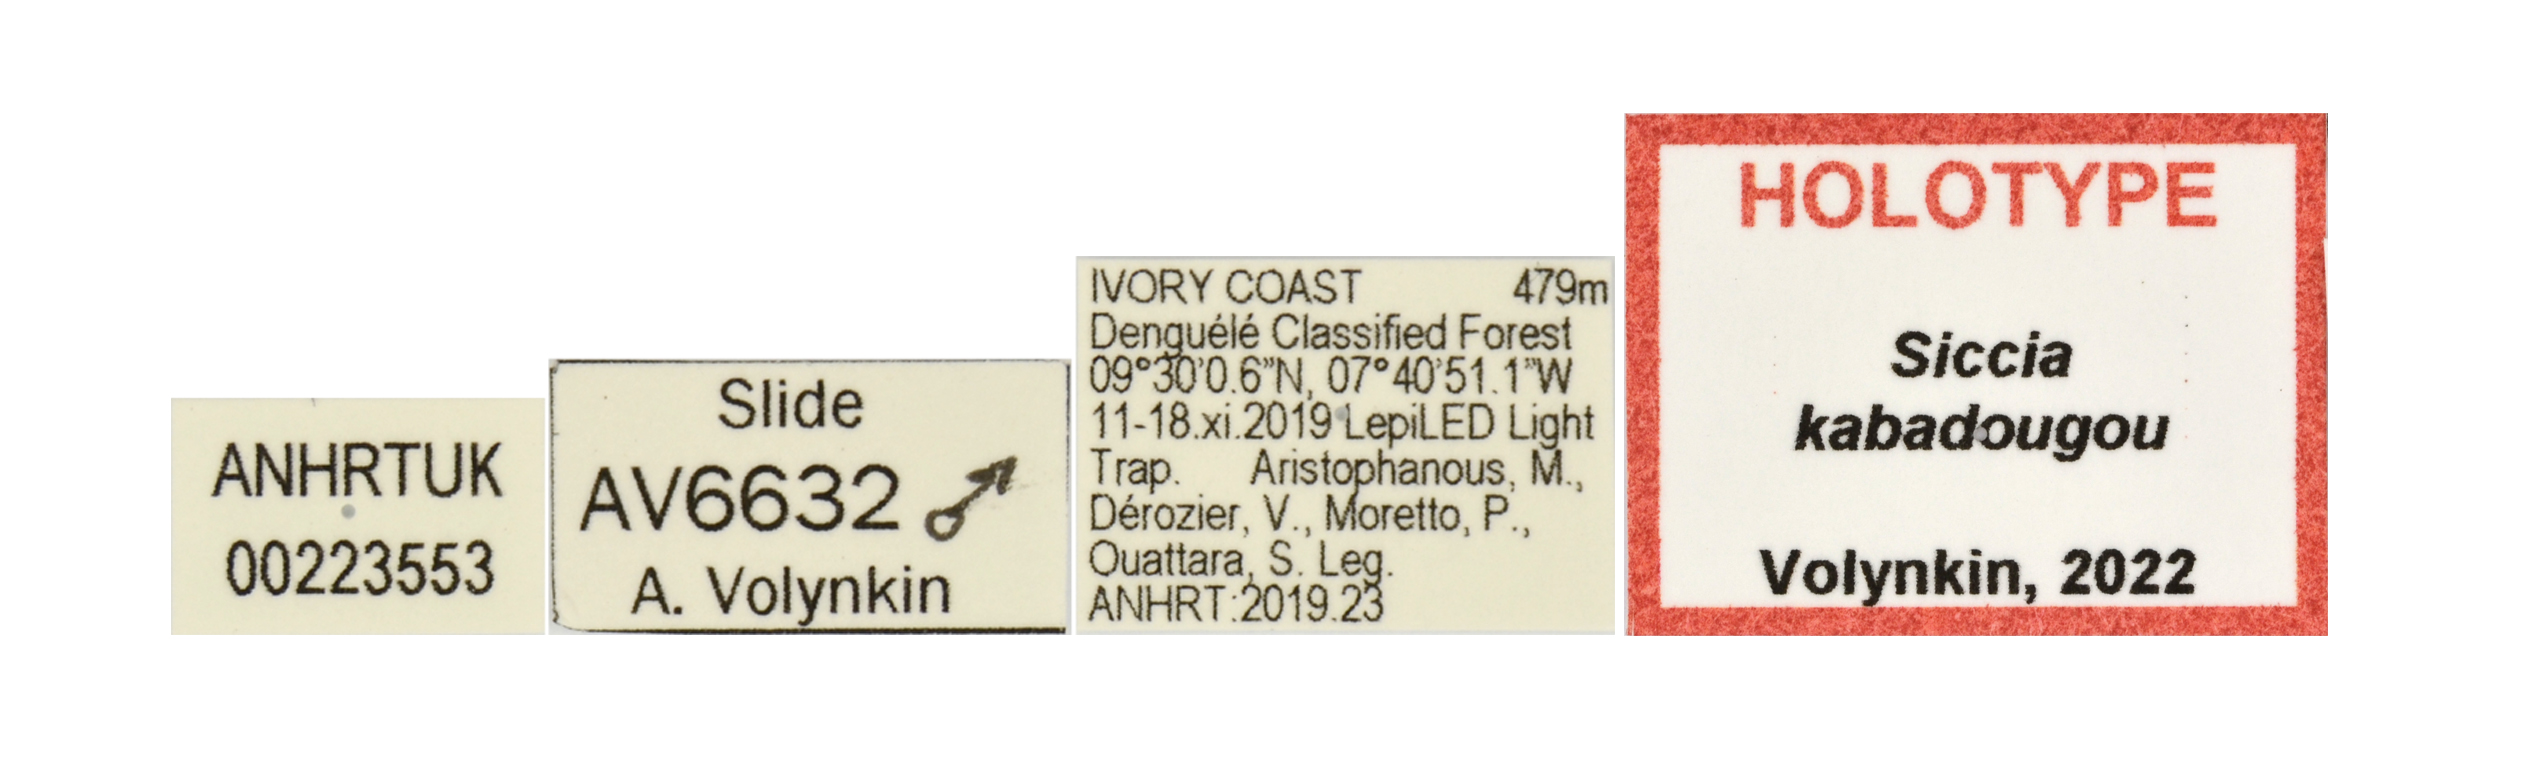 ANHRTUK
00223553
Slide
AV6632 ♂
A. Volynkin
IVORY COAST 479m
Denguélé Classified Forest
09°30'0.6”N, 07°40'51.1”W
11-18.xi.2019 LepiLED Light
Trap. Aristophanous, M.,
Dérozier, V., Moretto, P.,
Ouattara, S. Leg.
ANHRT:2019.23
HOLOTYPE
Siccia
kabadougou
Volynkin, 2022